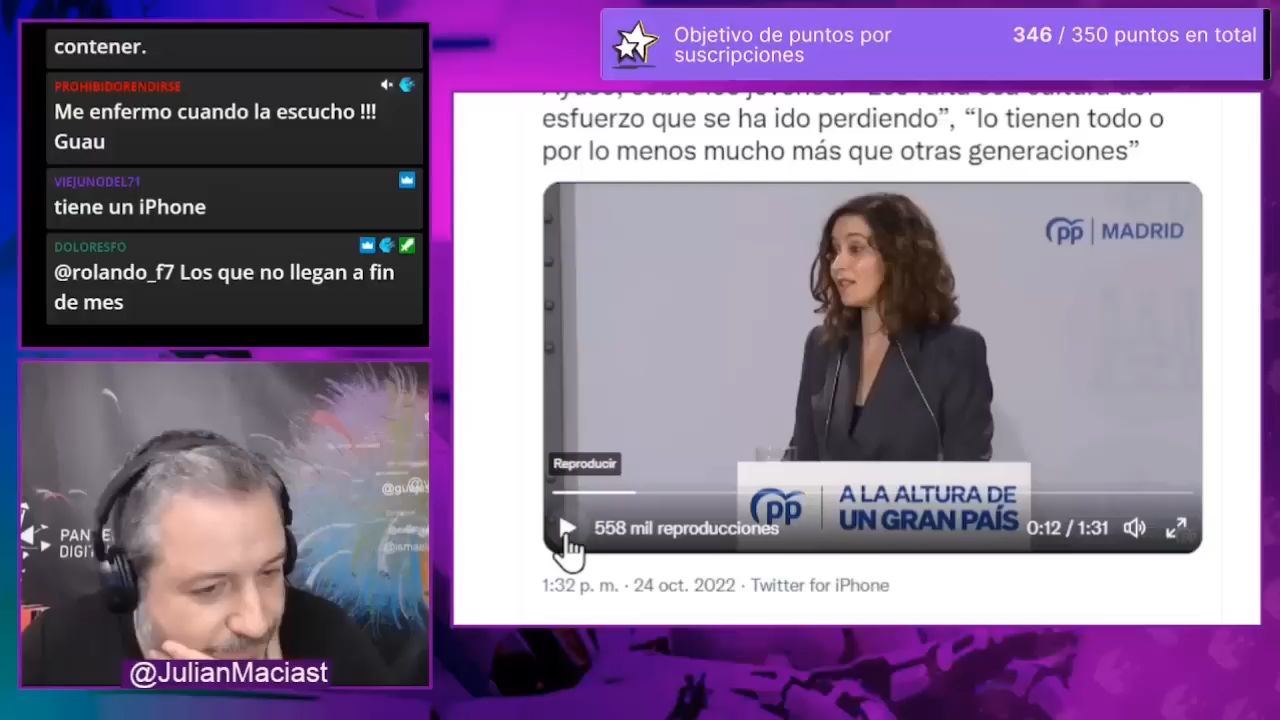 contener.
PROHIBIDORENDIRSE
Me enfermo cuando la escucho !!!
Guau
VIEJUNODEL71
tiene un iPhone
DOLORESFO
@rolando_f7 Los que no llegan a fin
de mes
@JulianMaciast
Objetivo de puntos por
suscripciones
346 / 350 puntos en total
esfuerzo que se ha ido perdiendo”, “lo tienen todo o
por lo menos mucho más que otras generaciones”
pp | MADRID
Reproducir
pp | A LA ALTURA DE
UN GRAN PAÍS
558 mil reproducciones
0:12 / 1:31
1:32 p. m. · 24 oct. 2022 · Twitter for iPhone